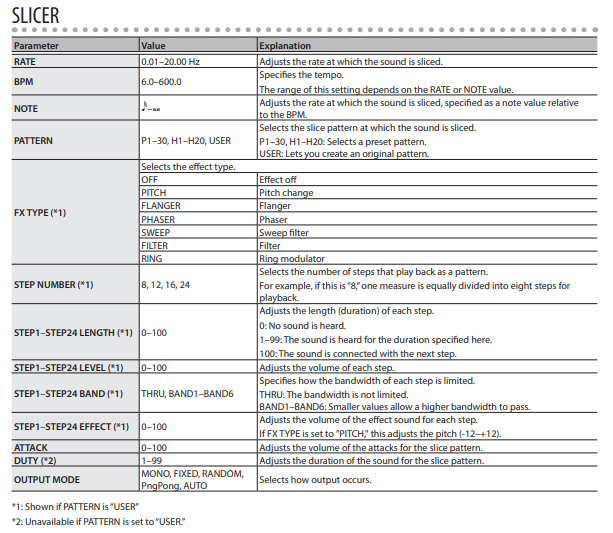 SLICER
Parameter Value Explanation
RATE 0.01–20.00 Hz Adjusts the rate at which the sound is sliced.
BPM 6.0–600.0 Specifies the tempo.
The range of this setting depends on the RATE or NOTE value.
NOTE Adjusts the rate at which the sound is sliced, specified as a note value relative
to the BPM.
PATTERN P1–30, H1–H20, USER Selects the slice pattern at which the sound is sliced.
P1–30, H1–H20: Selects a preset pattern.
USER: Lets you create an original pattern.
FX TYPE (*1) Selects the effect type.
OFF Effect off
PITCH Pitch change
FLANGER Flanger
PHASER Phaser
SWEEP Sweep filter
FILTER Filter
RING Ring modulator
STEP NUMBER (*1) 8, 12, 16, 24 Selects the number of steps that play back as a pattern.
For example, if this is “8,” one measure is equally divided into eight steps for
playback.
STEP1–STEP24 LENGTH (*1) 0–100 Adjusts the length (duration) of each step.
0: No sound is heard.
1–99: The sound is heard for the duration specified here.
100: The sound is connected with the next step.
STEP1–STEP24 LEVEL (*1) 0–100 Adjusts the volume of each step.
STEP1–STEP24 BAND (*1) THRU, BAND1–BAND6 Specifies how the bandwidth of each step is limited.
THRU: The bandwidth is not limited.
BAND1–BAND6: Smaller values allow a higher bandwidth to pass.
STEP1–STEP24 EFFECT (*1) 0–100 Adjusts the volume of the effect sound for each step.
If FX TYPE is set to “PITCH,” this adjusts the pitch (-12–+12).
ATTACK 0–100 Adjusts the volume of the attacks for the slice pattern.
DUTY (*2) 1–99 Adjusts the duration of the sound for the slice pattern.
OUTPUT MODE MONO, FIXED, RANDOM,
PngPong, AUTO Selects how output occurs.
*1: Shown if PATTERN is “USER”
*2: Unavailable if PATTERN is set to “USER.”